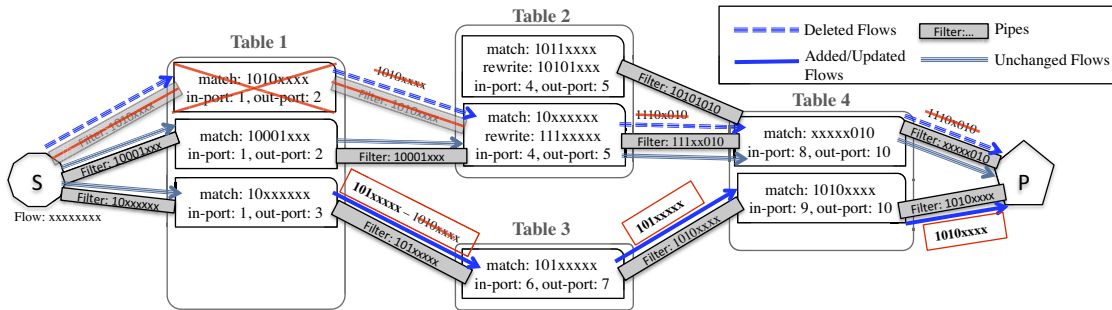 Table 1
match: 1010xxxx
in-port: 1, out-port: 2
match: 10001xxx
in-port: 1, out-port: 2
match: 10xxxxxx
in-port: 1, out-port: 3
Table 2
match: 1011xxxx
rewrite: 10101xxx
in-port: 4, out-port: 5
match: 10xxxxxx
rewrite: 111xxxxx
in-port: 4, out-port: 5
Table 3
match: 101xxxxx
in-port: 6, out-port: 7
Table 4
match: xxxxx010
in-port: 8, out-port: 10
match: 1010xxxx
in-port: 9, out-port: 10
Deleted Flows
Added/Updated
Flows
Filter:...
Pipes
Unchanged Flows
S
Flow: xxxxxxxx
Filter: 1010xxxx
Filter: 10001xxx
Filter: 10xxxxxx
1010xxxx
Filter: 1010xxxx
Filter: 10001xxx
101xxxxx – 1010xxxx
Filter: 101xxxxx
Filter: 10101010
1110x010
Filter: 111xx010
101xxxxx
Filter: 1010xxxx
1110x010
Filter: xxxxx010
Filter: 1010xxxx
1010xxxx
P